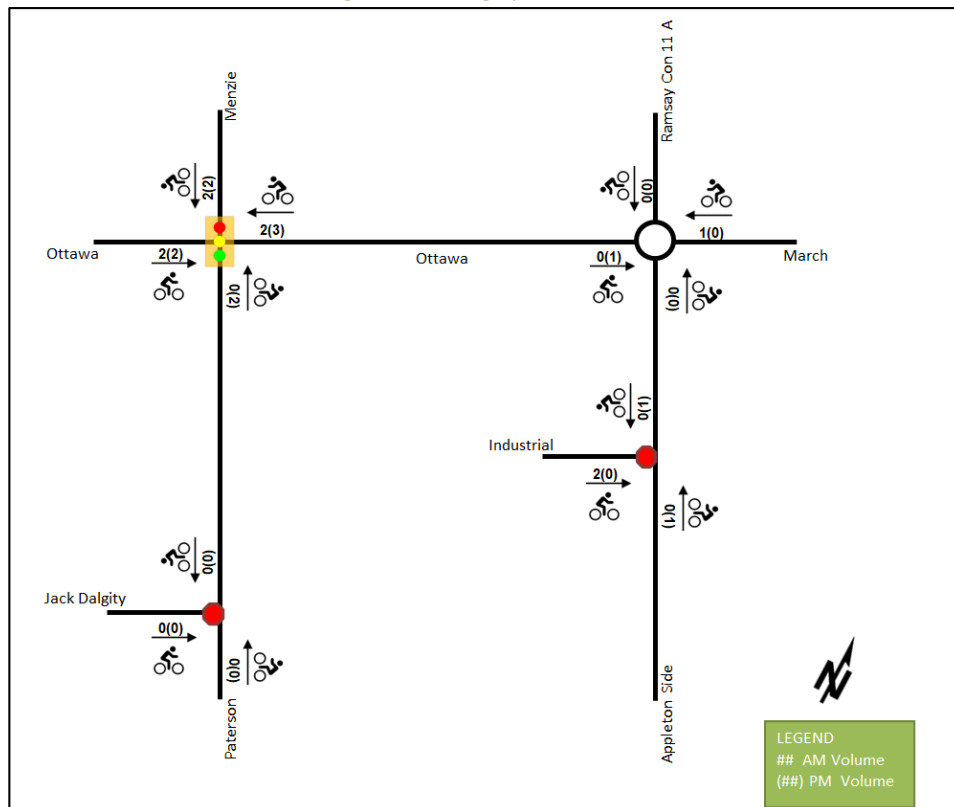 Menzie
Ramsay Con 11 A
2(2)
0(0)
2(3)
1(0)
Ottawa
2(2)
Ottawa
0(1)
March
0(2)
0(0)
0(1)
Industrial
2(0)
0(1)
0(0)
Jack Dalgity
0(0)
0(0)
Paterson
Appleton Side
N
LEGEND
## AM Volume
(##) PM Volume